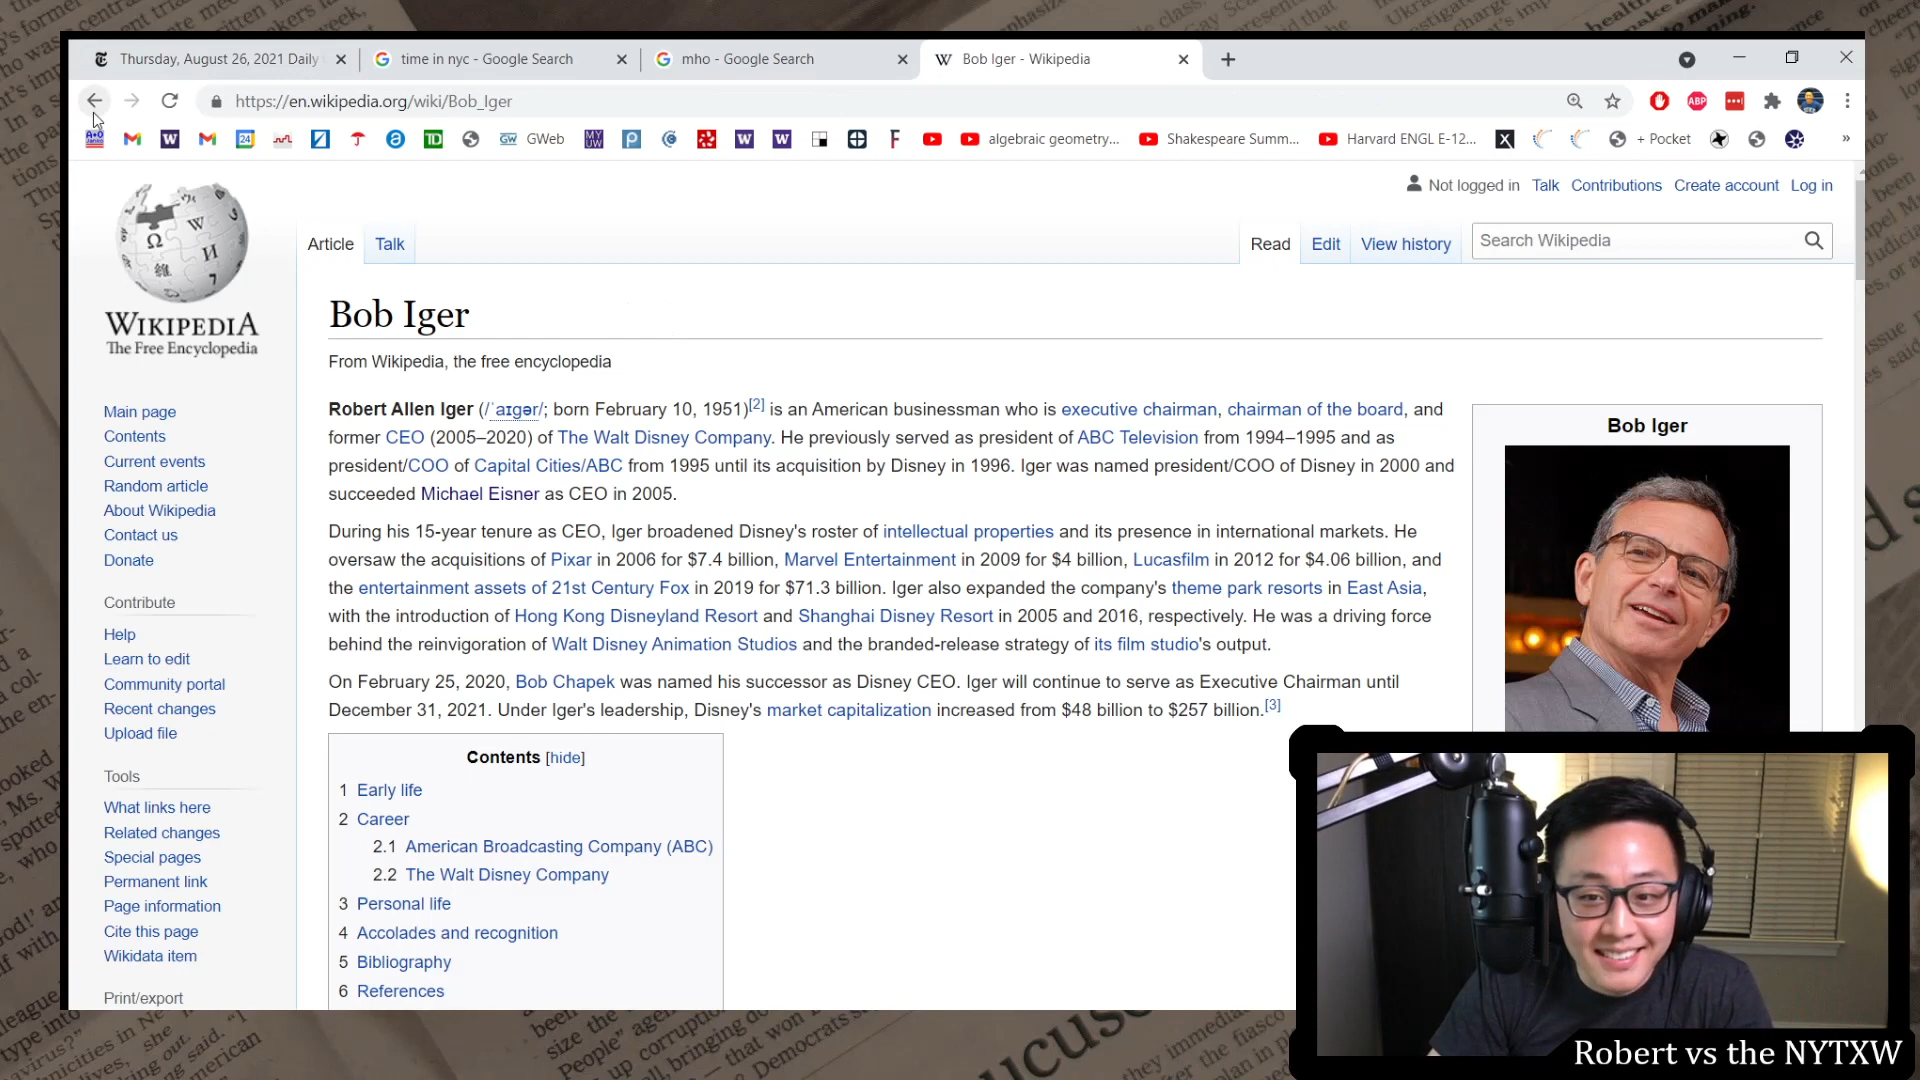 Thursday, August 26, 2021 Daily
time in nyc - Google Search
mho - Google Search
Bob Iger - Wikipedia
https://en.wikipedia.org/wiki/Bob_Iger
GWeb
algebraic geometry...
Shakespeare Summ...
Harvard ENGL E-12...
+ Pocket
Not logged in Talk Contributions Create account Log in
Article Talk
Read Edit View history
Search Wikipedia
WIKIPEDIA
The Free Encyclopedia
Main page
Contents
Current events
Random article
About Wikipedia
Contact us
Donate
Contribute
Help
Learn to edit
Community portal
Recent changes
Upload file
Tools
What links here
Related changes
Special pages
Permanent link
Page information
Cite this page
Wikidata item
Print/export
Bob Iger
From Wikipedia, the free encyclopedia
Robert Allen Iger (/ˈaɪɡər/; born February 10, 1951)[2] is an American businessman who is executive chairman, chairman of the board, and
former CEO (2005–2020) of The Walt Disney Company. He previously served as president of ABC Television from 1994–1995 and as
president/COO of Capital Cities/ABC from 1995 until its acquisition by Disney in 1996. Iger was named president/COO of Disney in 2000 and
succeeded Michael Eisner as CEO in 2005.
During his 15-year tenure as CEO, Iger broadened Disney's roster of intellectual properties and its presence in international markets. He
oversaw the acquisitions of Pixar in 2006 for $7.4 billion, Marvel Entertainment in 2009 for $4 billion, Lucasfilm in 2012 for $4.06 billion, and
the entertainment assets of 21st Century Fox in 2019 for $71.3 billion. Iger also expanded the company's theme park resorts in East Asia,
with the introduction of Hong Kong Disneyland Resort and Shanghai Disney Resort in 2005 and 2016, respectively. He was a driving force
behind the reinvigoration of Walt Disney Animation Studios and the branded-release strategy of its film studio's output.
On February 25, 2020, Bob Chapek was named his successor as Disney CEO. Iger will continue to serve as Executive Chairman until
December 31, 2021. Under Iger's leadership, Disney's market capitalization increased from $48 billion to $257 billion.[3]
Contents [hide]
1 Early life
2 Career
2.1 American Broadcasting Company (ABC)
2.2 The Walt Disney Company
3 Personal life
4 Accolades and recognition
5 Bibliography
6 References
Bob Iger
Robert vs the NYTXW